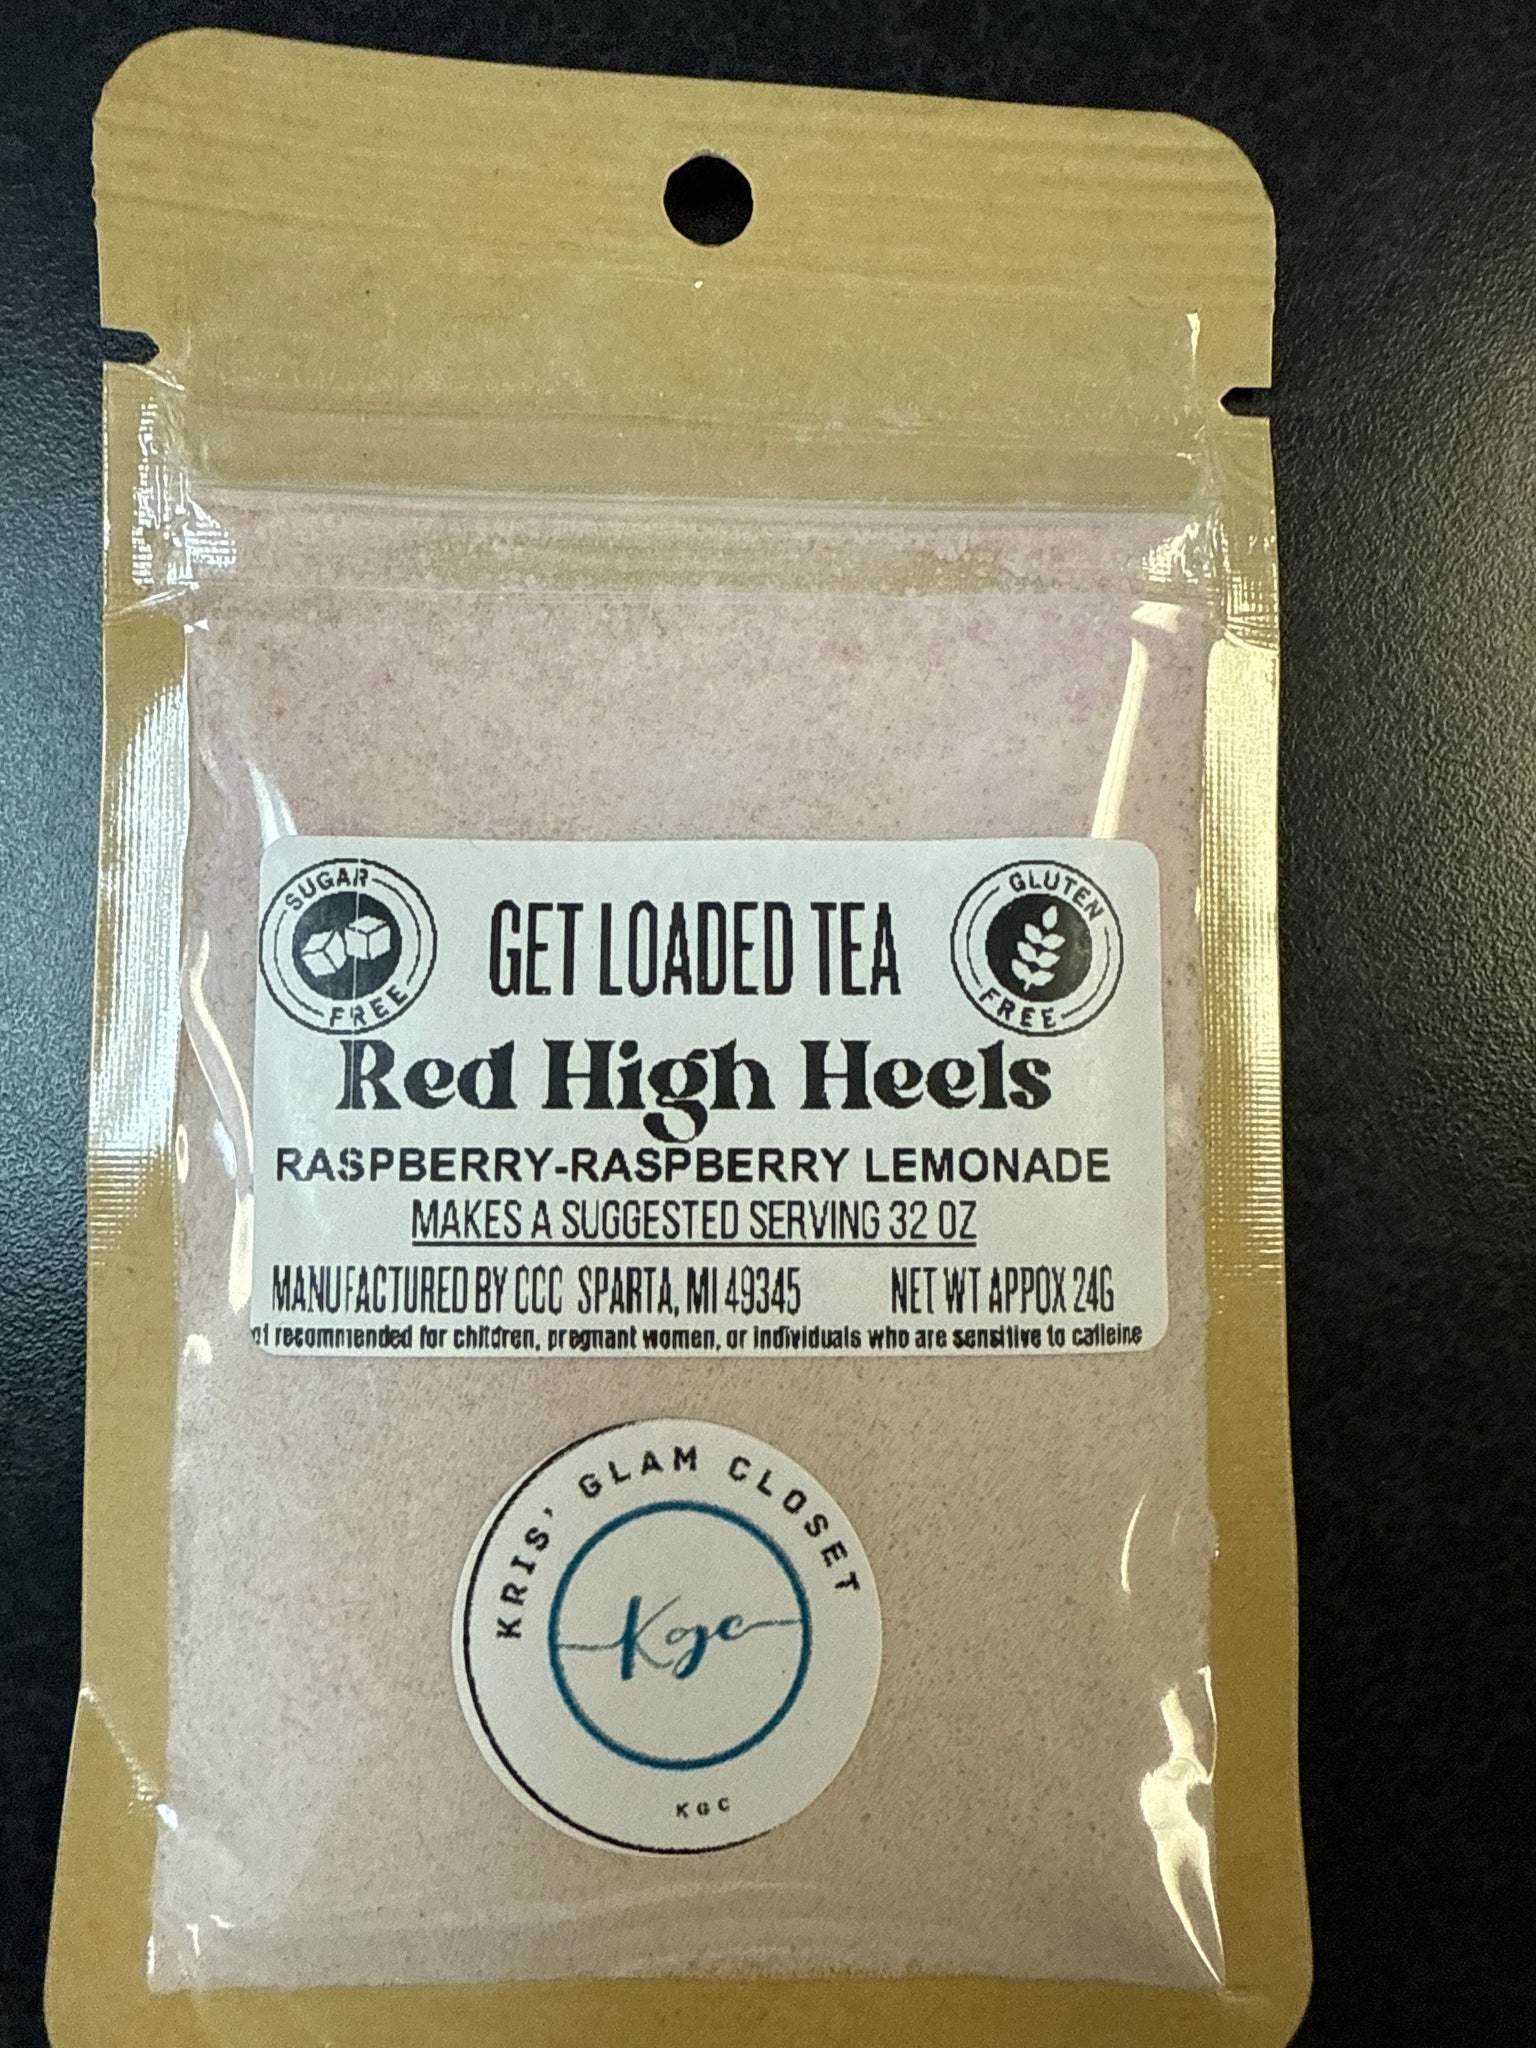 SUGAR FREE
GLUTEN FREE
GET LOADED TEA
Red High Heels
RASPBERRY-RASPBERRY LEMONADE
MAKES A SUGGESTED SERVING 32 OZ
MANUFACTURED BY CCC SPARTA, MI 49345 NET WT APPOX 24G
ot recommended for children, pregnant women, or individuals who are sensitive to caffeine
KRIS' GLAM CLOSET
Kgc
KGC